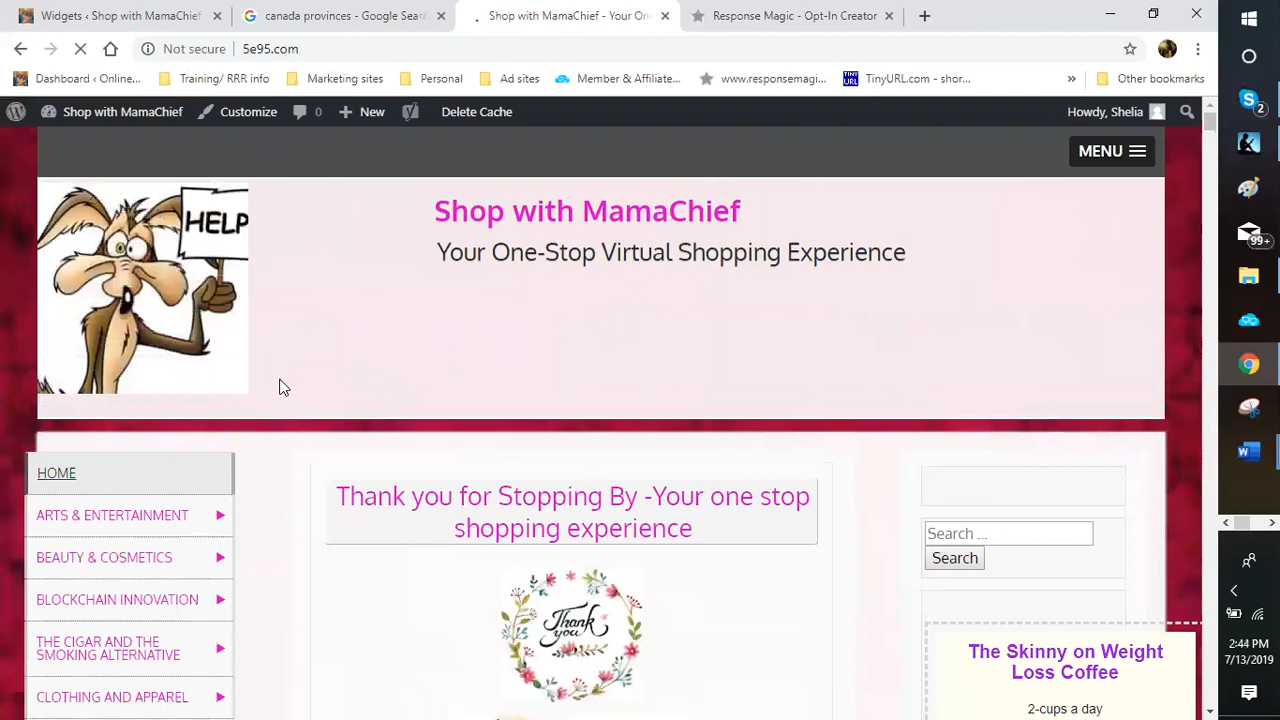 Widgets ‹ Shop with MamaChief
canada provinces - Google Sear
Shop with MamaChief - Your On
Response Magic - Opt-In Creator
Not secure
5e95.com
Dashboard ‹ Online...
Training/ RRR info
Marketing sites
Personal
Ad sites
Member & Affiliate...
www.responsemagi...
TINY
URL
TinyURL.com - shor...
»
Other bookmarks
Shop with MamaChief
Customize
0
New
Delete Cache
Howdy, Shelia
2
MENU
HELP
Shop with MamaChief
Your One-Stop Virtual Shopping Experience
99+
HOME
ARTS & ENTERTAINMENT
BEAUTY & COSMETICS
BLOCKCHAIN INNOVATION
THE CIGAR AND THE
SMOKING ALTERNATIVE
CLOTHING AND APPAREL
Thank you for Stopping By -Your one stop
shopping experience
Thank
you
Search ...
Search
The Skinny on Weight
Loss Coffee
2-cups a day
2:44 PM
7/13/2019